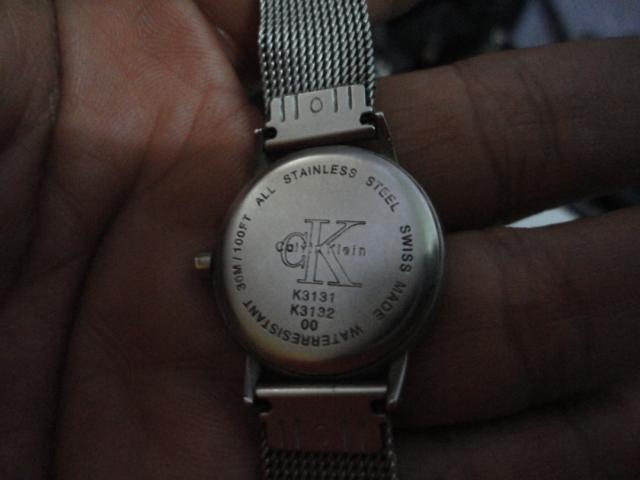 ALL STAINLESS STEEL SWISS MADE WATERRESISTANT 30M/100FT
cK
Calvin Klein
K3131
K3132
00